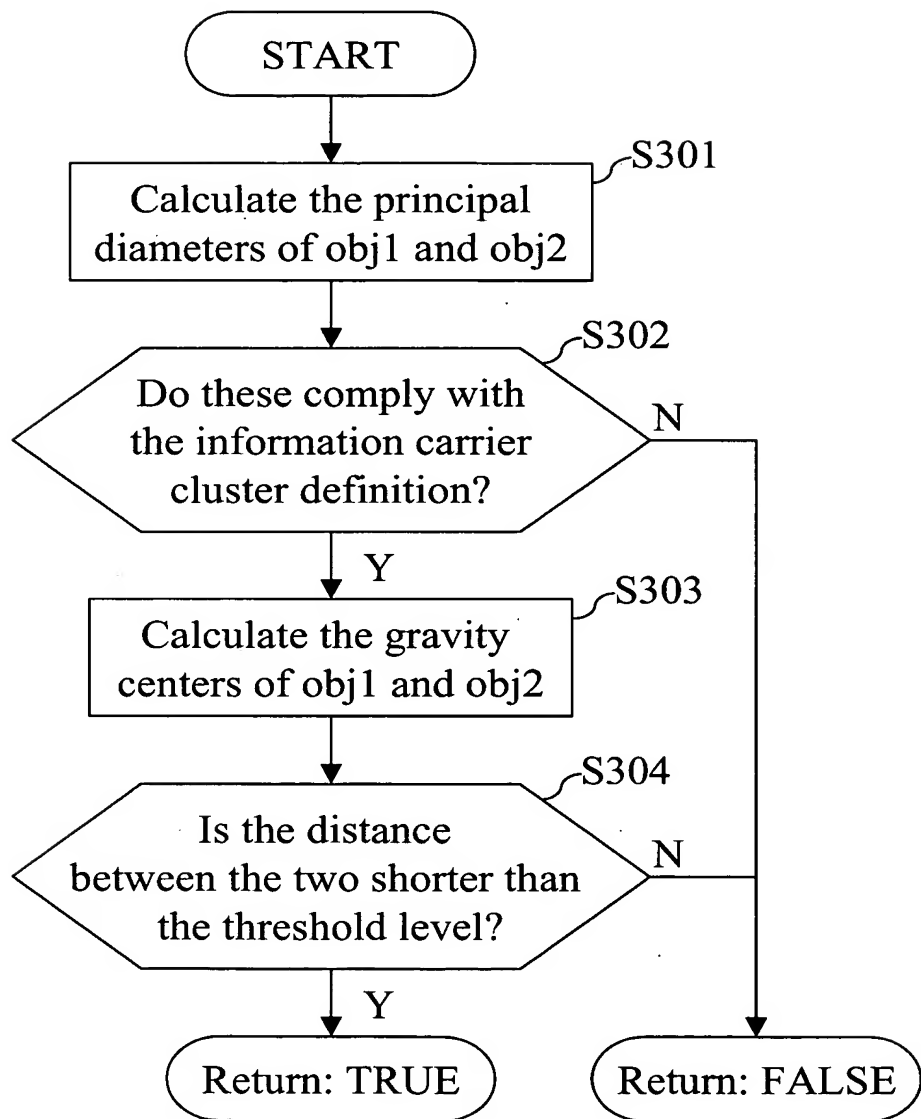 START
S301
Calculate the principal
diameters of obj1 and obj2
S302
Do these comply with
the information carrier
cluster definition?
N
Y
S303
Calculate the gravity
centers of obj1 and obj2
S304
Is the distance
between the two shorter than
the threshold level?
N
Y
Return: TRUE
Return: FALSE